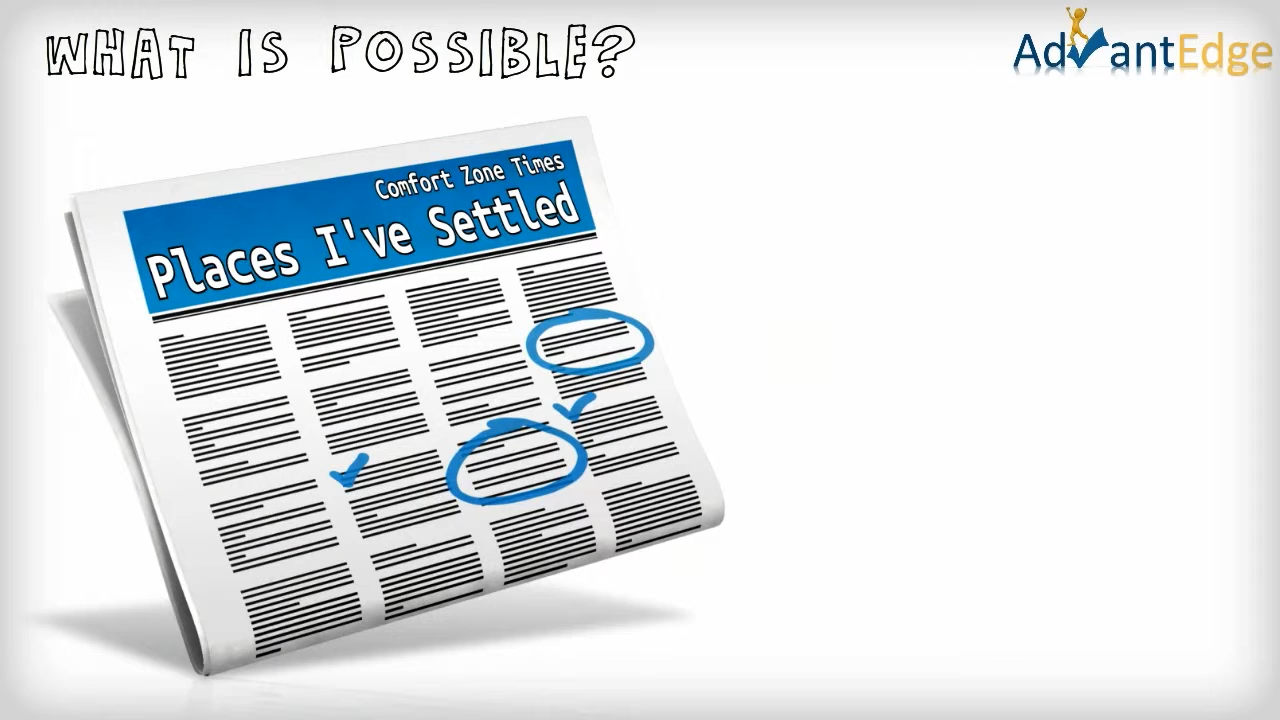 WHAT IS POSSIBLE?
AdvantEdge
Comfort Zone Times
Places I've Settled